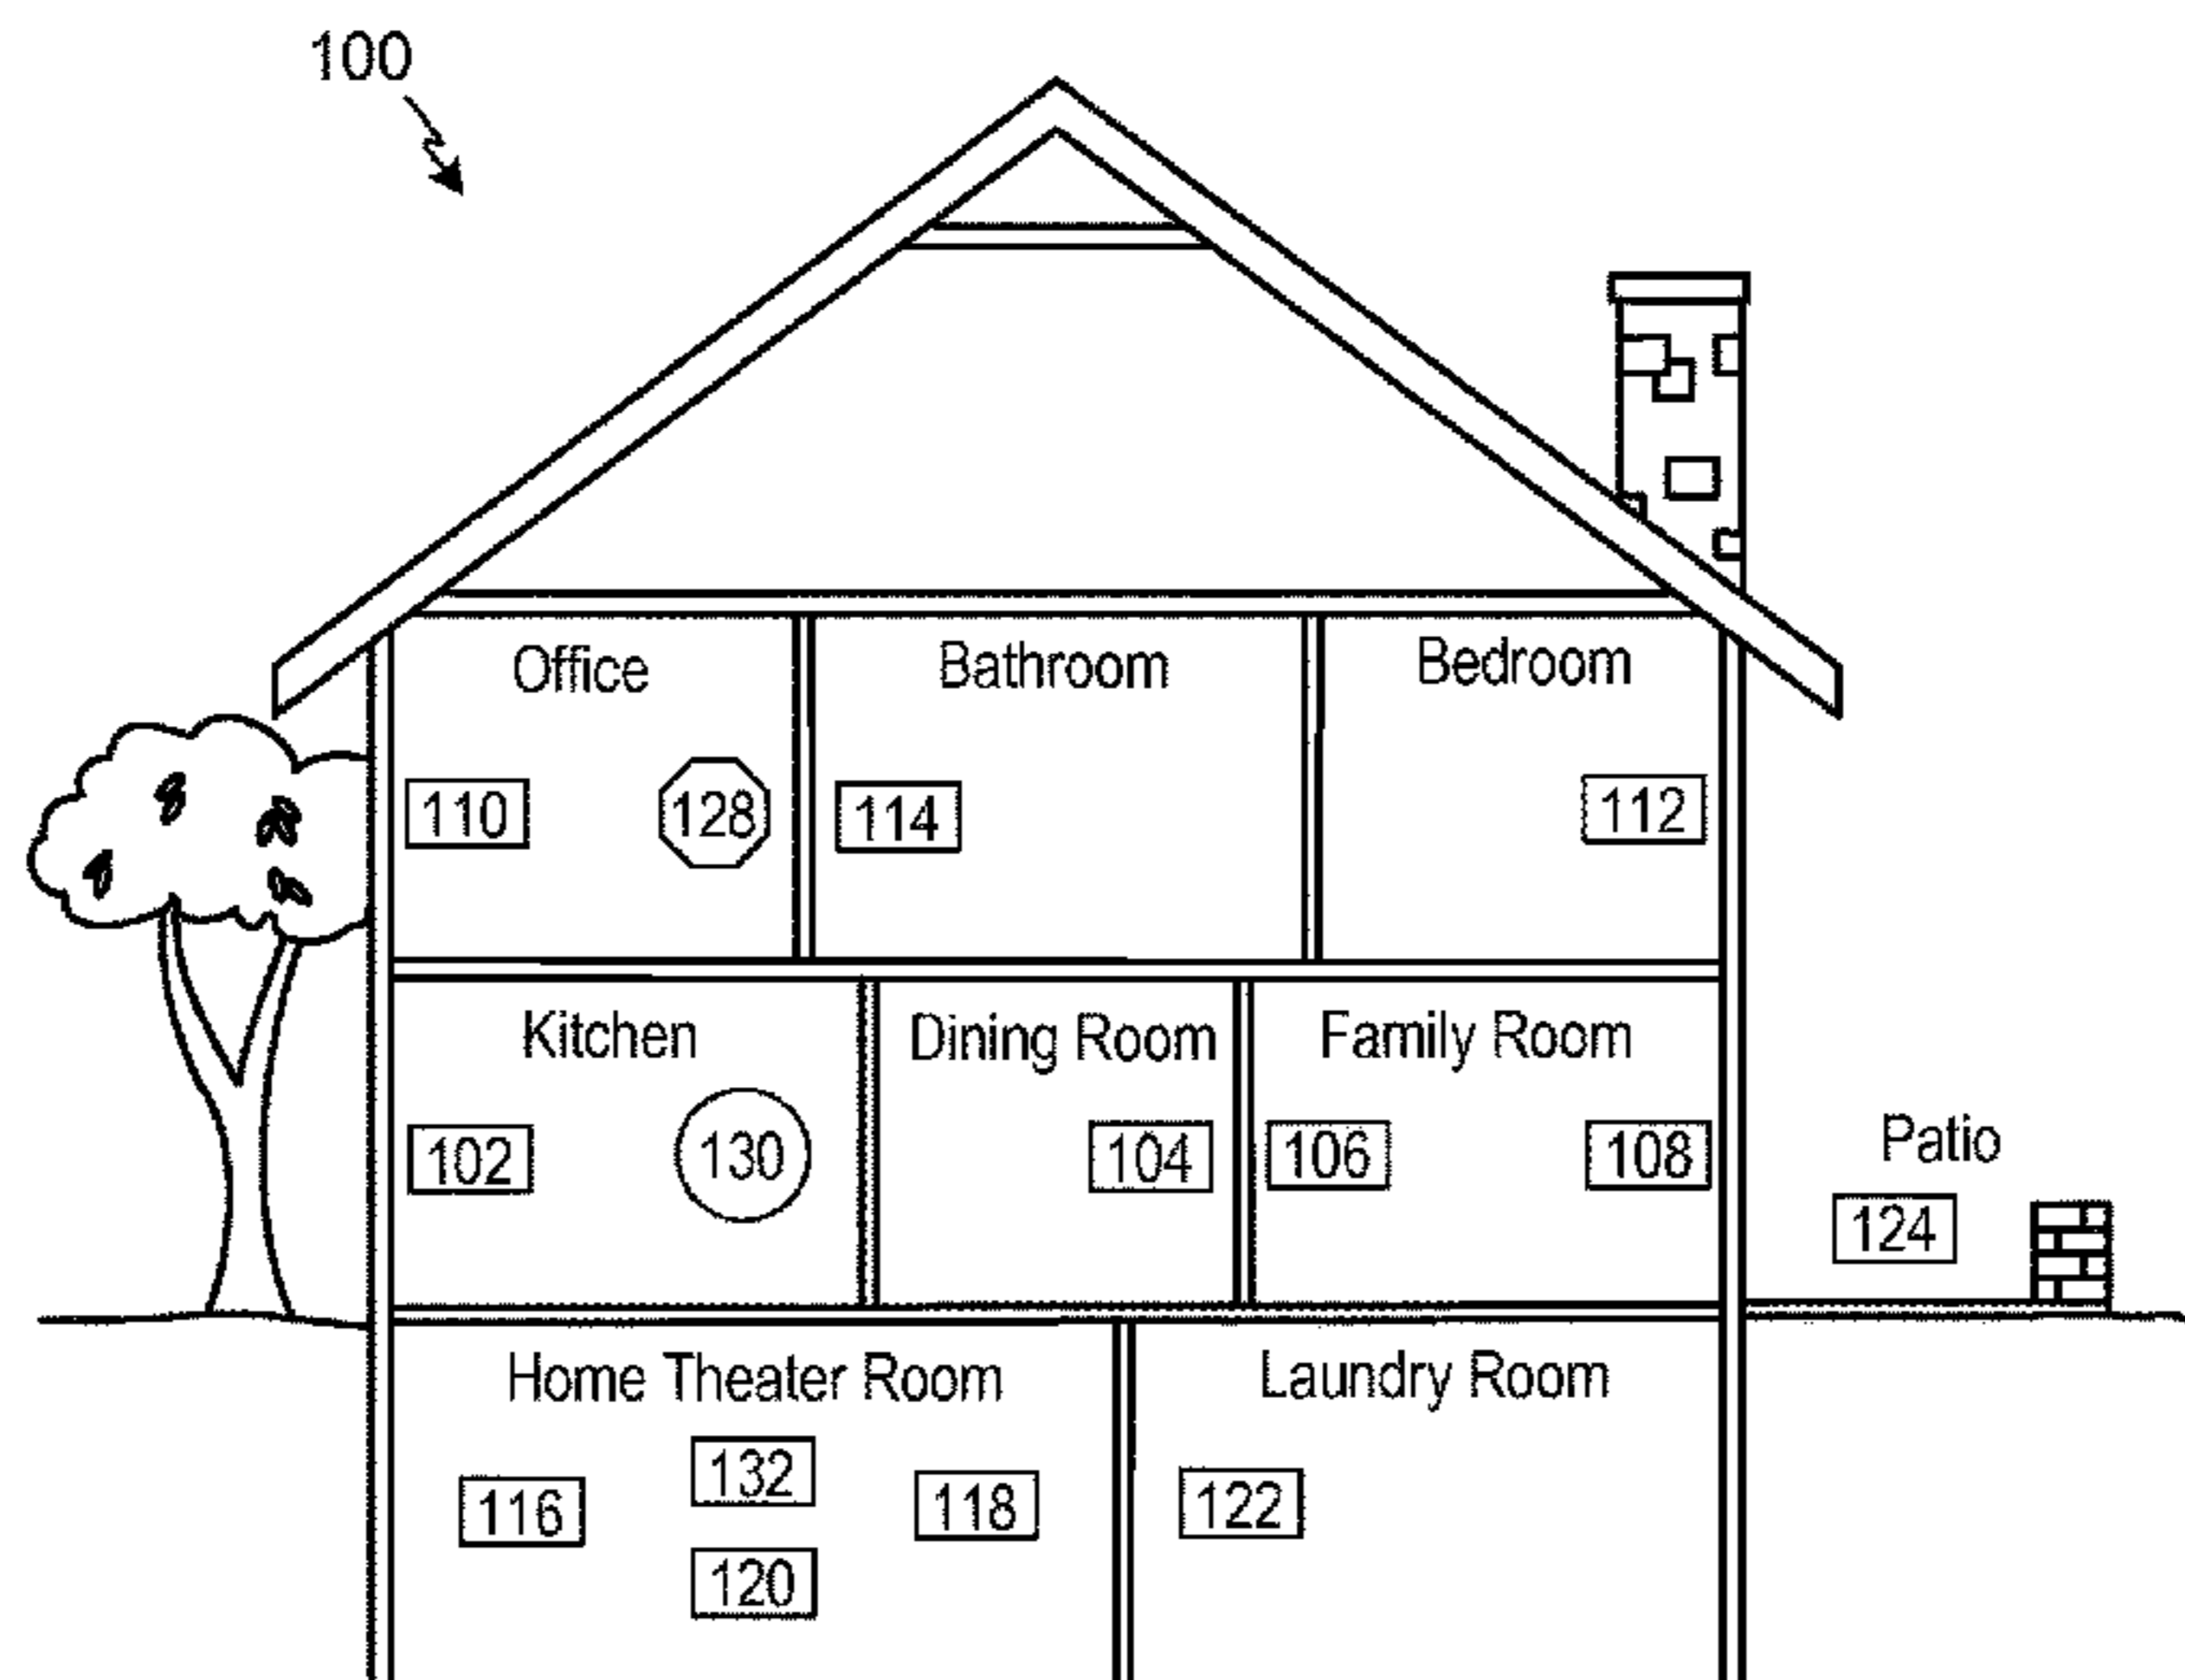 100
Office
Bathroom
Bedroom
110
128
114
112
Kitchen
Dining Room
Family Room
102
130
104
106
108
Patio
124
Home Theater Room
Laundry Room
132
116
118
122
120